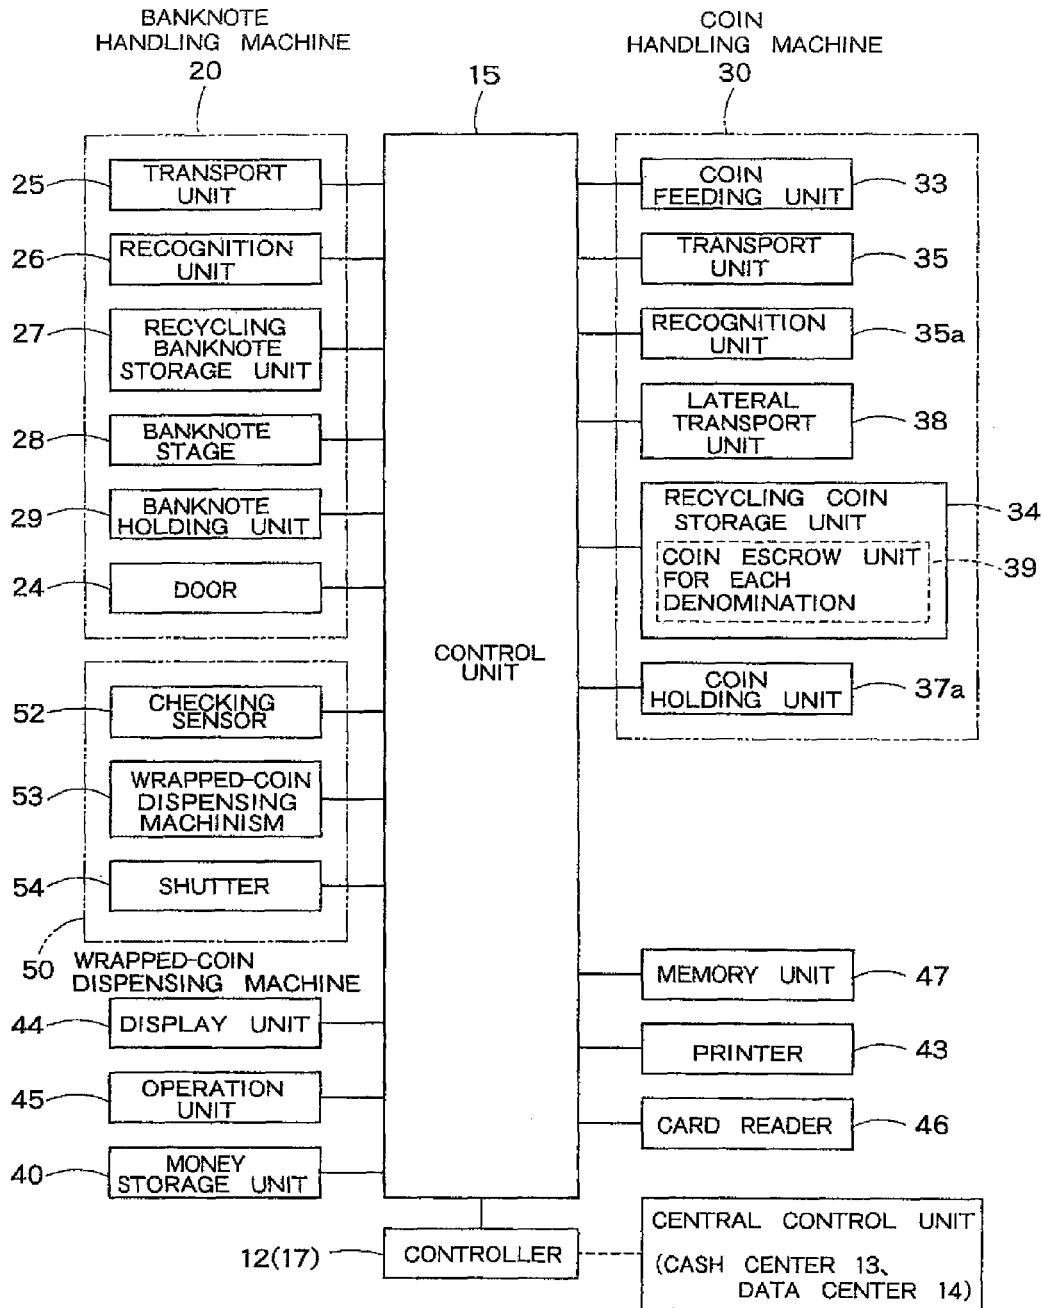 BANKNOTE
HANDLING MACHINE
20
15
COIN
HANDLING MACHINE
30
25
TRANSPORT
UNIT
26
RECOGNITION
UNIT
27
RECYCLING
BANKNOTE
STORAGE UNIT
28
BANKNOTE
STAGE
29
BANKNOTE
HOLDING UNIT
24
DOOR
52
CHECKING
SENSOR
53
WRAPPED-COIN
DISPENSING
MACHINISM
54
SHUTTER
50
WRAPPED-COIN
DISPENSING MACHINE
44
DISPLAY UNIT
45
OPERATION
UNIT
40
MONEY
STORAGE UNIT
CONTROL
UNIT
COIN
FEEDING UNIT
33
TRANSPORT
UNIT
35
RECOGNITION
UNIT
35a
LATERAL
TRANSPORT
UNIT
38
RECYCLING COIN
STORAGE UNIT
34
COIN ESCROW UNIT
FOR EACH
DENOMINATION
39
COIN
HOLDING UNIT
37a
MEMORY UNIT
47
PRINTER
43
CARD READER
46
12(17)
CONTROLLER
CENTRAL CONTROL UNIT
(CASH CENTER 13、
DATA CENTER 14)